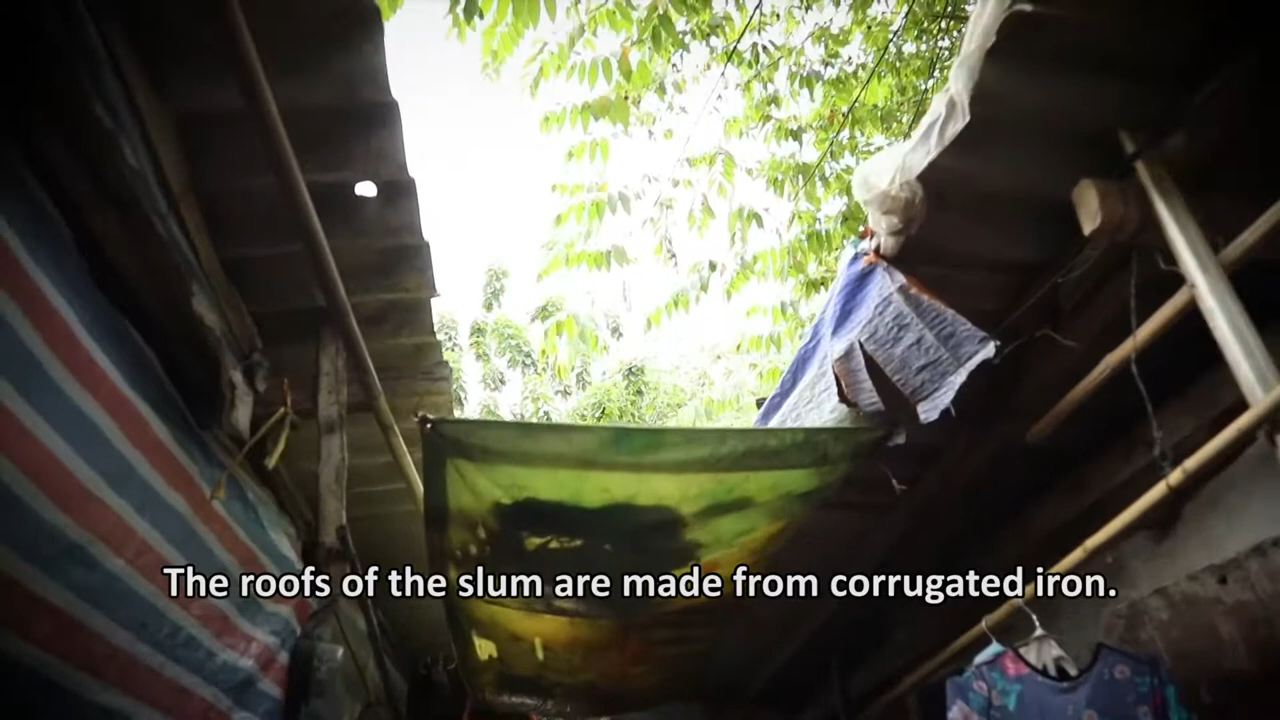 The roofs of the slum are made from corrugated iron.